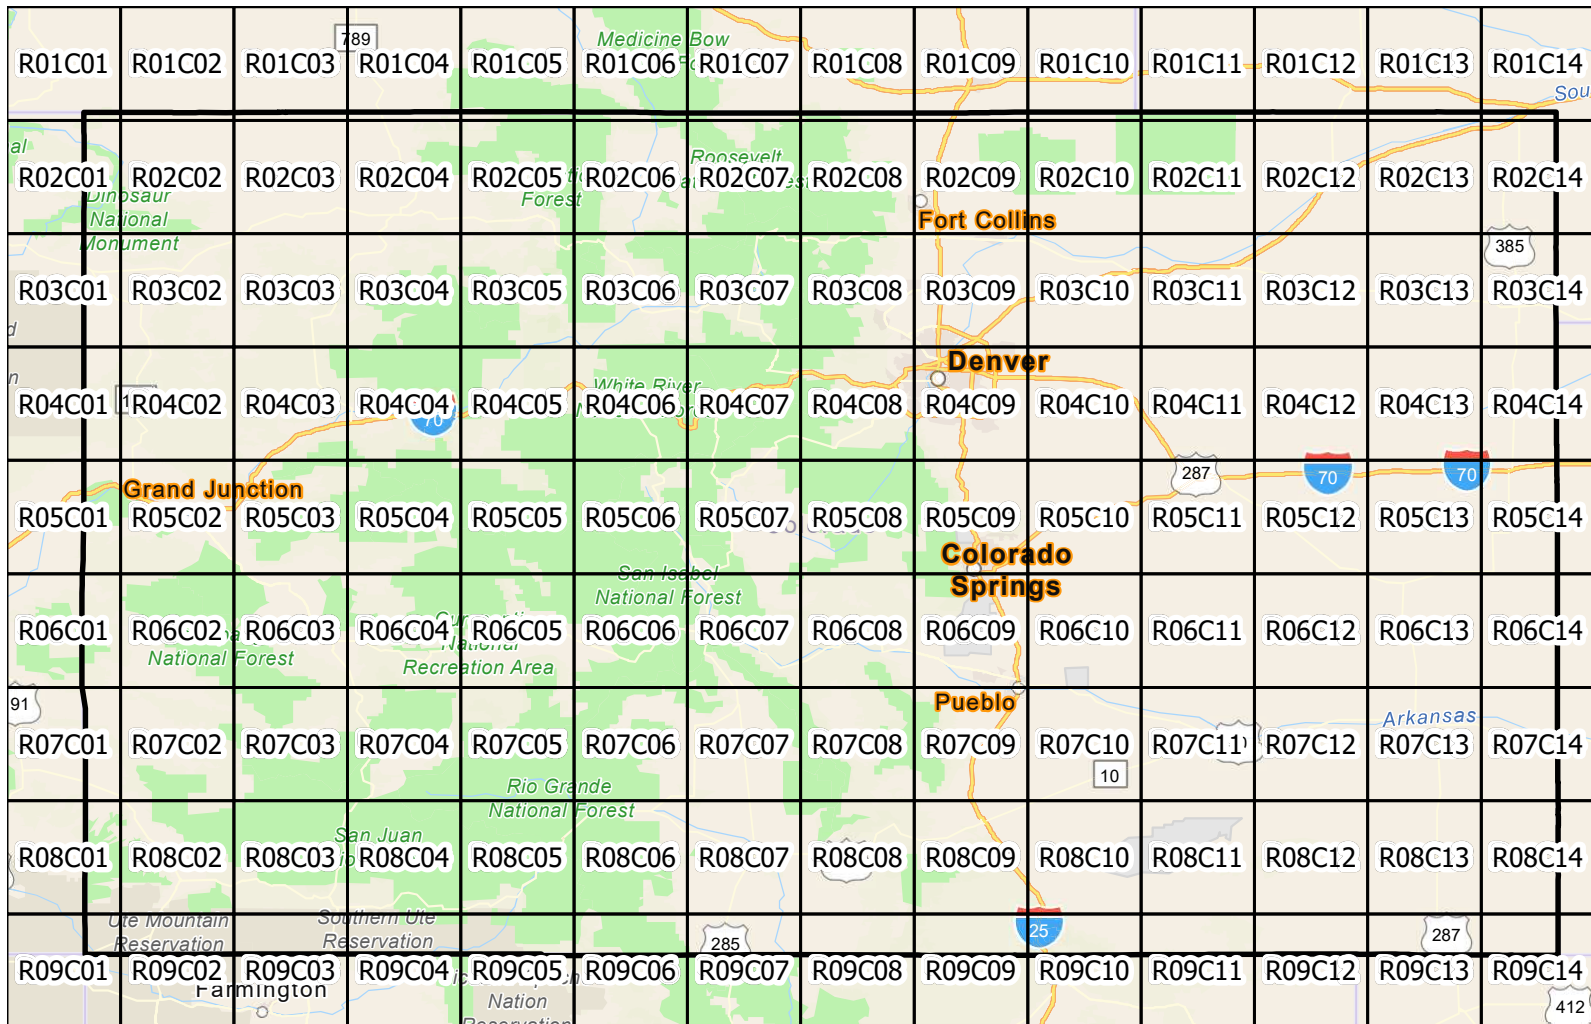 789
Medicine Bow
R01C01 R01C02 R01C03 R01C04 R01C05 R01C06 R01C07 R01C08 R01C09 R01C10 R01C11 R01C12 R01C13 R01C14
Sou
al
Roosevelt
R02C01 R02C02 R02C03 R02C04 R02C05 R02C06 R02C07 R02C08 R02C09 R02C10 R02C11 R02C12 R02C13 R02C14
Dinosaur
National
Monument
Forest
Fort Collins
385
R03C01 R03C02 R03C03 R03C04 R03C05 R03C06 R03C07 R03C08 R03C09 R03C10 R03C11 R03C12 R03C13 R03C14
d
n
Denver
White River
R04C01 R04C02 R04C03 R04C04 R04C05 R04C06 R04C07 R04C08 R04C09 R04C10 R04C11 R04C12 R04C13 R04C14
70
287
70
70
Grand Junction
R05C01 R05C02 R05C03 R05C04 R05C05 R05C06 R05C07 R05C08 R05C09 R05C10 R05C11 R05C12 R05C13 R05C14
Colorado
Springs
San Isabel
National Forest
R06C01 R06C02 R06C03 R06C04 R06C05 R06C06 R06C07 R06C08 R06C09 R06C10 R06C11 R06C12 R06C13 R06C14
National Forest
National
Recreation Area
91
Pueblo
Arkansas
R07C01 R07C02 R07C03 R07C04 R07C05 R07C06 R07C07 R07C08 R07C09 R07C10 R07C11 R07C12 R07C13 R07C14
10
Rio Grande
National Forest
San Juan
R08C01 R08C02 R08C03 R08C04 R08C05 R08C06 R08C07 R08C08 R08C09 R08C10 R08C11 R08C12 R08C13 R08C14
Ute Mountain
Reservation
Southern Ute
Reservation
285
25
287
R09C01 R09C02 R09C03 R09C04 R09C05 R09C06 R09C07 R09C08 R09C09 R09C10 R09C11 R09C12 R09C13 R09C14
Farmington
Nation
Reservation
412